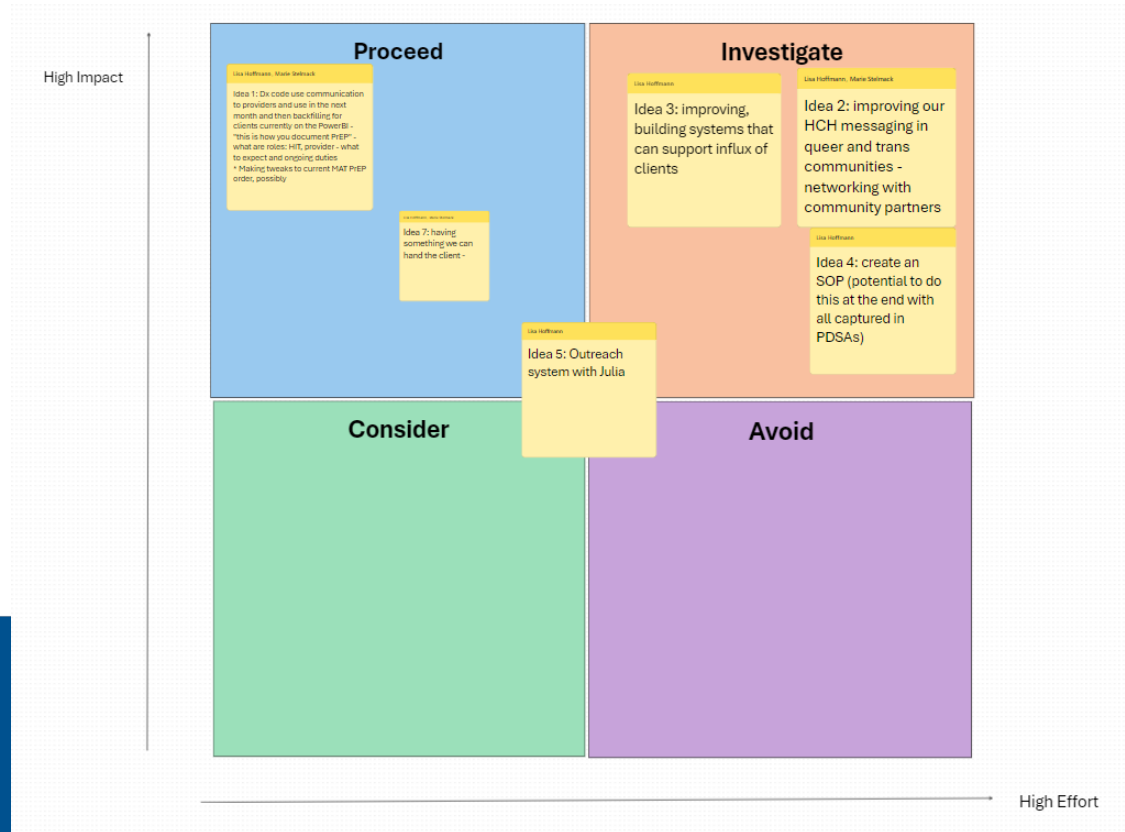 High Impact
Proceed
Lisa Hoffmann, Marie Stelmack
Idea 1: Dx code use communication
to providers and use in the next
month and then backfilling for
clients currently on the PowerBI -
"this is how you document PrEP" -
what are roles: HIT, provider - what
to expect and ongoing duties
* Making tweaks to current MAT PrEP
order, possibly
Lisa Hoffmann, Marie Stelmack
Idea 7: having
something we can
hand the client -
Investigate
Lisa Hoffmann
Idea 3: improving,
building systems that
can support influx of
clients
Lisa Hoffmann, Marie Stelmack
Idea 2: improving our
HCH messaging in
queer and trans
communities -
networking with
community partners
Lisa Hoffmann
Idea 4: create an
SOP (potential to do
this at the end with
all captured in
PDSAs)
Lisa Hoffmann
Idea 5: Outreach
system with Julia
Consider
Avoid
High Effort